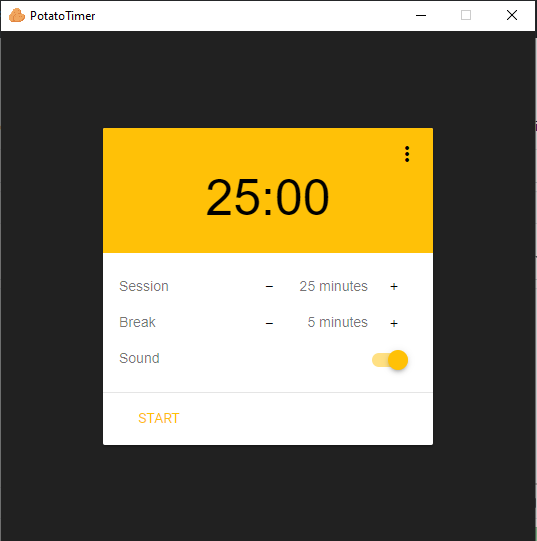 PotatoTimer
25:00
Session − 25 minutes +
Break − 5 minutes +
Sound
START